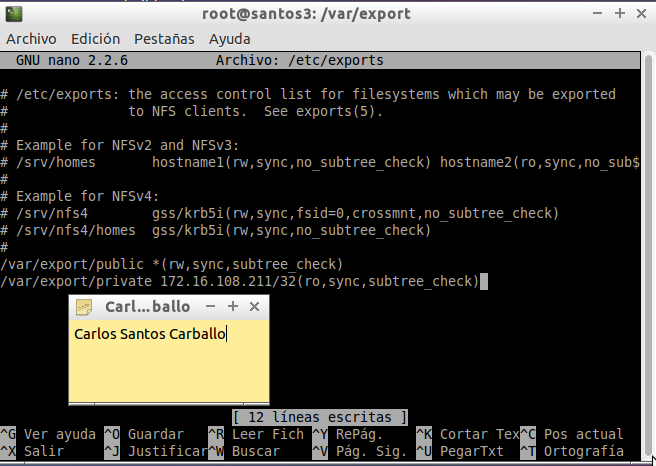 root@santos3: /var/export
Archivo Edición Pestañas Ayuda
GNU nano 2.2.6 Archivo: /etc/exports
# /etc/exports: the access control list for filesystems which may be exported
# to NFS clients. See exports(5).
#
# Example for NFSv2 and NFSv3:
# /srv/homes hostname1(rw,sync,no_subtree_check) hostname2(ro,sync,no_sub$
#
# Example for NFSv4:
# /srv/nfs4 gss/krb5i(rw,sync,fsid=0,crossmnt,no_subtree_check)
# /srv/nfs4/homes gss/krb5i(rw,sync,no_subtree_check)
#
/var/export/public *(rw,sync,subtree_check)
/var/export/private 172.16.108.211/32(ro,sync,subtree_check)
Carl...ballo
Carlos Santos Carballo
[ 12 líneas escritas ]
^G Ver ayuda ^O Guardar ^R Leer Fich ^Y RePág. ^K Cortar Tex ^C Pos actual
^X Salir ^J Justificar ^W Buscar ^V Pág. Sig. ^U PegarTxt ^T Ortografía